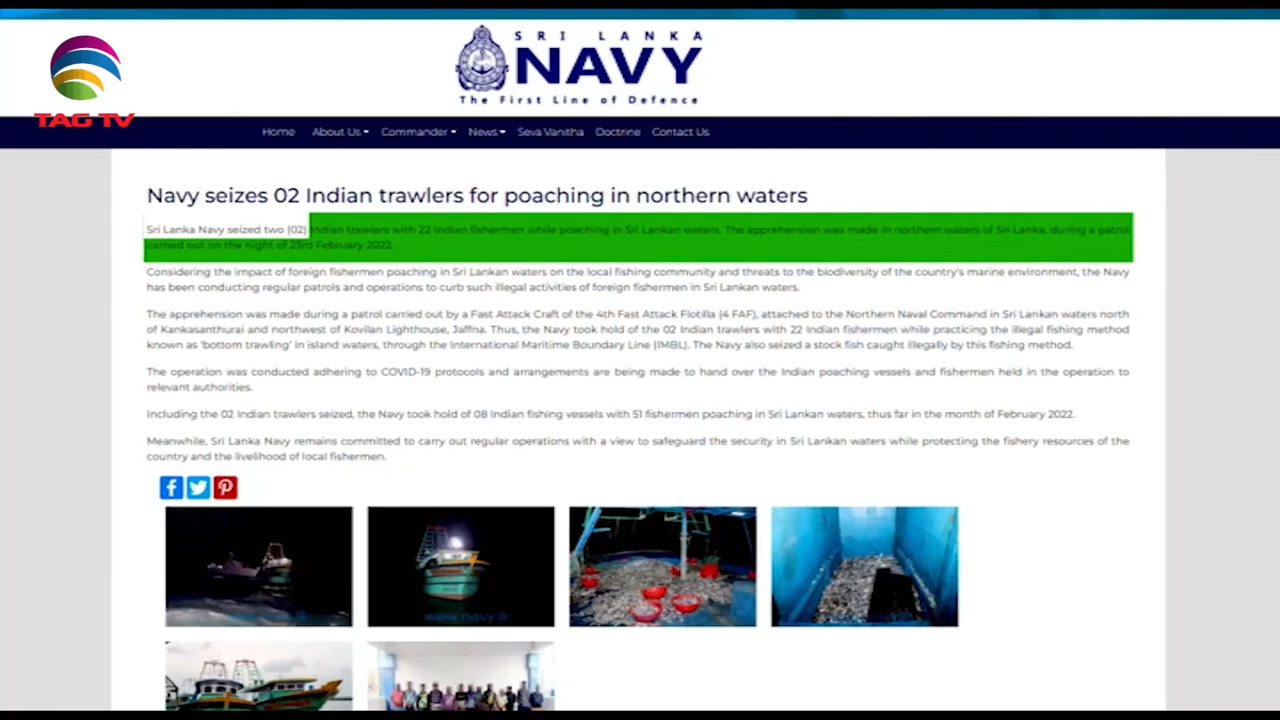 TAG TV
SRI LANKA
NAVY
The First Line of Defence
Home About Us Commander News Seva Vanitha Doctrine Contact Us
Navy seizes 02 Indian trawlers for poaching in northern waters
Sri Lanka Navy seized two (02) Indian trawlers with 22 Indian fishermen while poaching in Sri Lankan waters. The apprehension was made in northern waters of Sri Lanka, during a patrol
carried out on the night of 23rd February 2022.
Considering the impact of foreign fishermen poaching in Sri Lankan waters on the local fishing community and threats to the biodiversity of the country's marine environment, the Navy
has been conducting regular patrols and operations to curb such illegal activities of foreign fishermen in Sri Lankan waters.
The apprehension was made during a patrol carried out by a Fast Attack Craft of the 4th Fast Attack Flotilla (4 FAF), attached to the Northern Naval Command in Sri Lankan waters north
of Kankasanthurai and northwest of Kovilan Lighthouse, Jaffna. Thus, the Navy took hold of the 02 Indian trawlers with 22 Indian fishermen while practicing the illegal fishing method
known as 'bottom trawling' in island waters, through the International Maritime Boundary Line (IMBL). The Navy also seized a stock fish caught illegally by this fishing method.
The operation was conducted adhering to COVID-19 protocols and arrangements are being made to hand over the Indian poaching vessels and fishermen held in the operation to
relevant authorities.
Including the 02 Indian trawlers seized, the Navy took hold of 08 Indian fishing vessels with 51 fishermen poaching in Sri Lankan waters, thus far in the month of February 2022.
Meanwhile, Sri Lanka Navy remains committed to carry out regular operations with a view to safeguard the security in Sri Lankan waters while protecting the fishery resources of the
country and the livelihood of local fishermen.
www.navy.lk